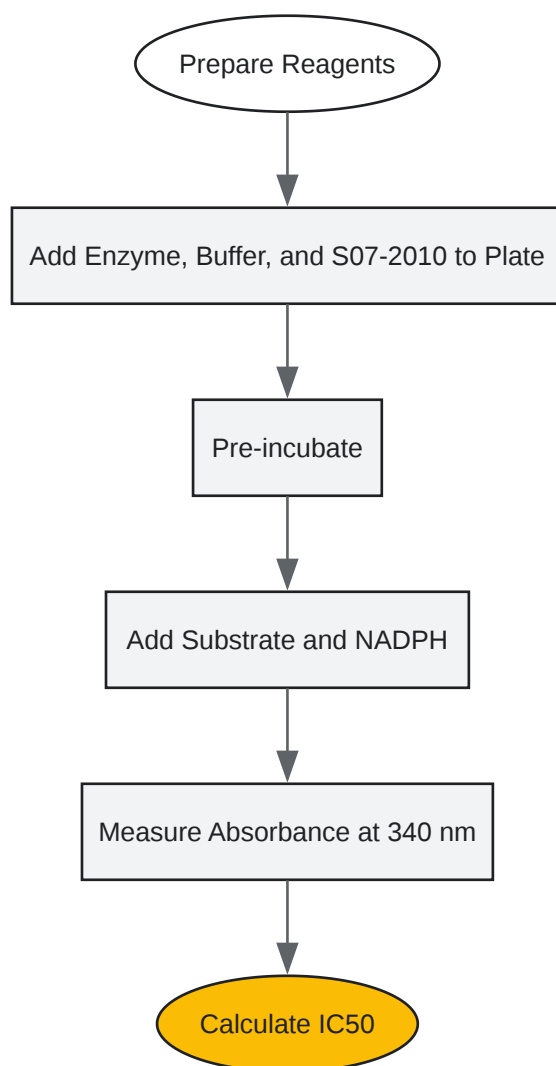 Prepare Reagents
Add Enzyme, Buffer, and S07-2010 to Plate
Pre-incubate
Add Substrate and NADPH
Measure Absorbance at 340 nm
Calculate IC50